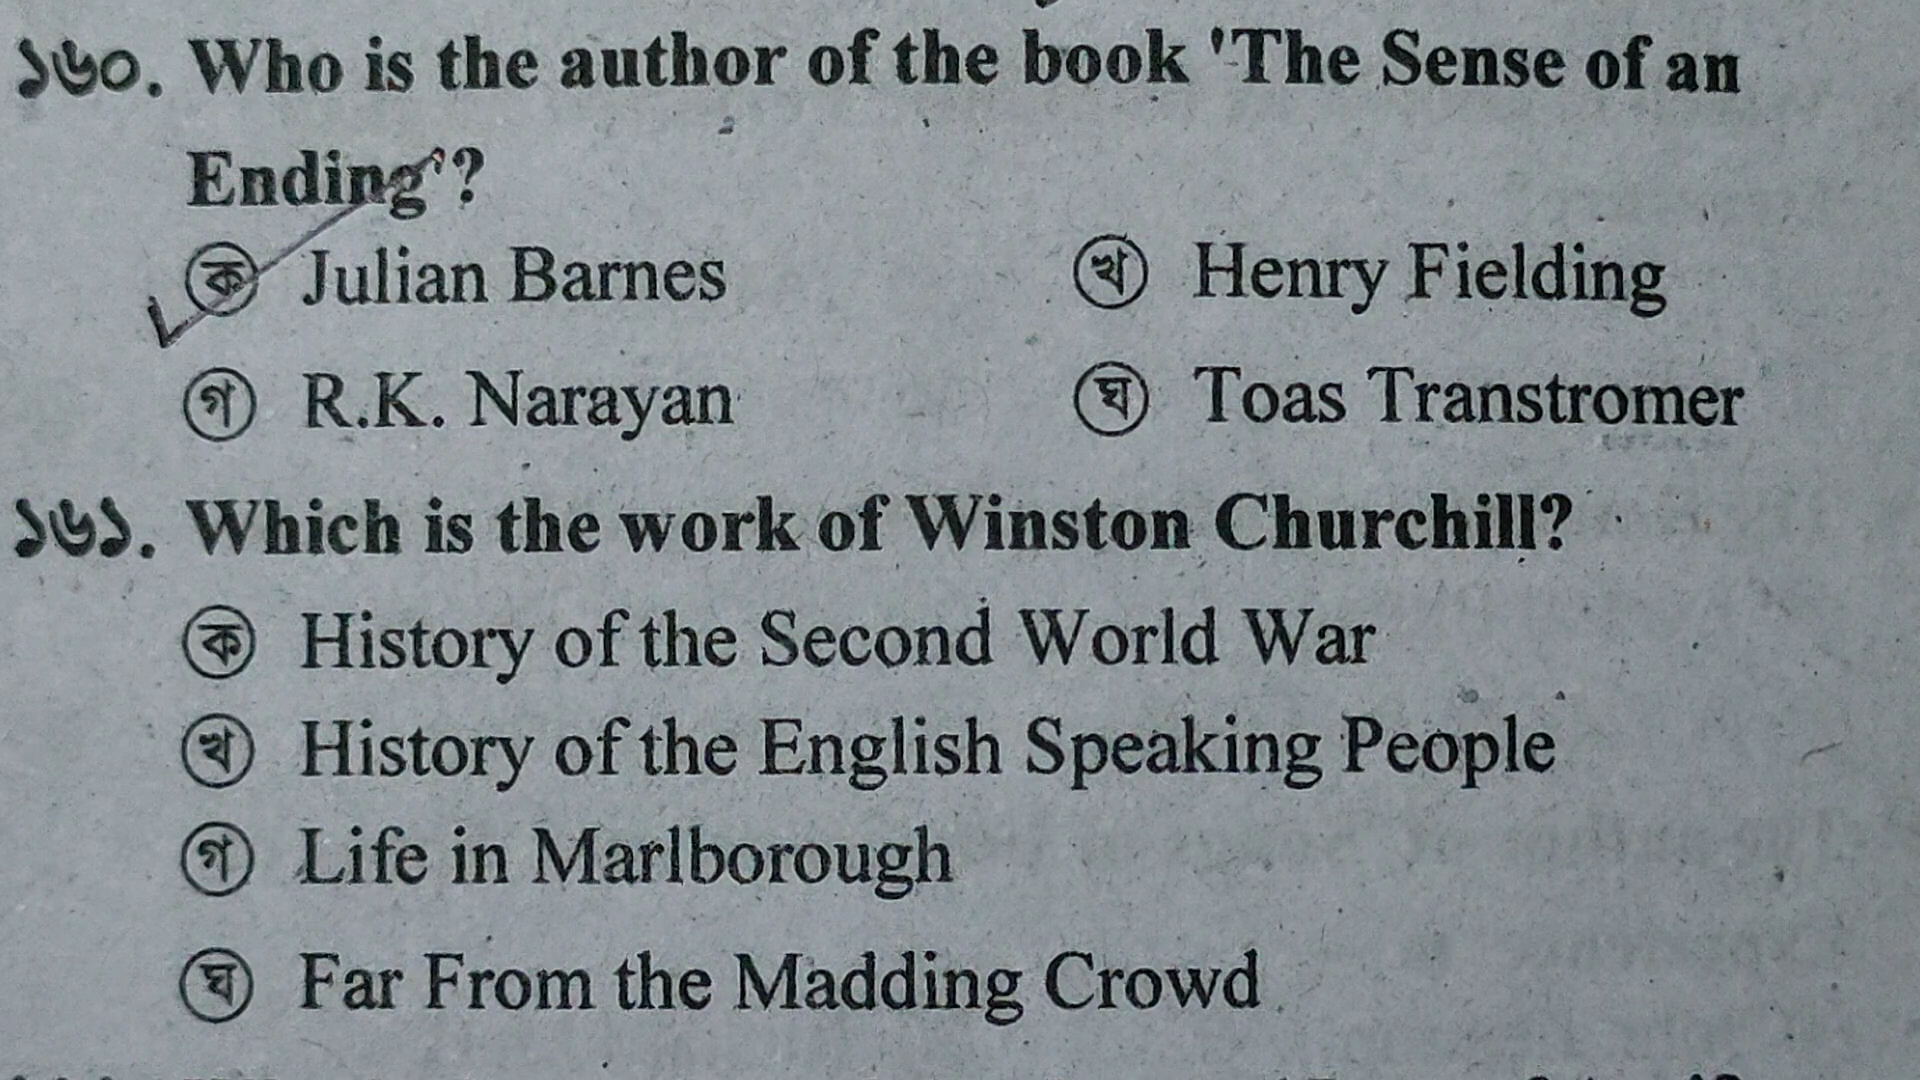 ১৬০. Who is the author of the book 'The Sense of an
Ending'?
ক Julian Barnes খ Henry Fielding
গ R.K. Narayan ঘ Toas Transtromer
১৬১. Which is the work of Winston Churchill?
ক History of the Second World War
খ History of the English Speaking People
গ Life in Marlborough
ঘ Far From the Madding Crowd